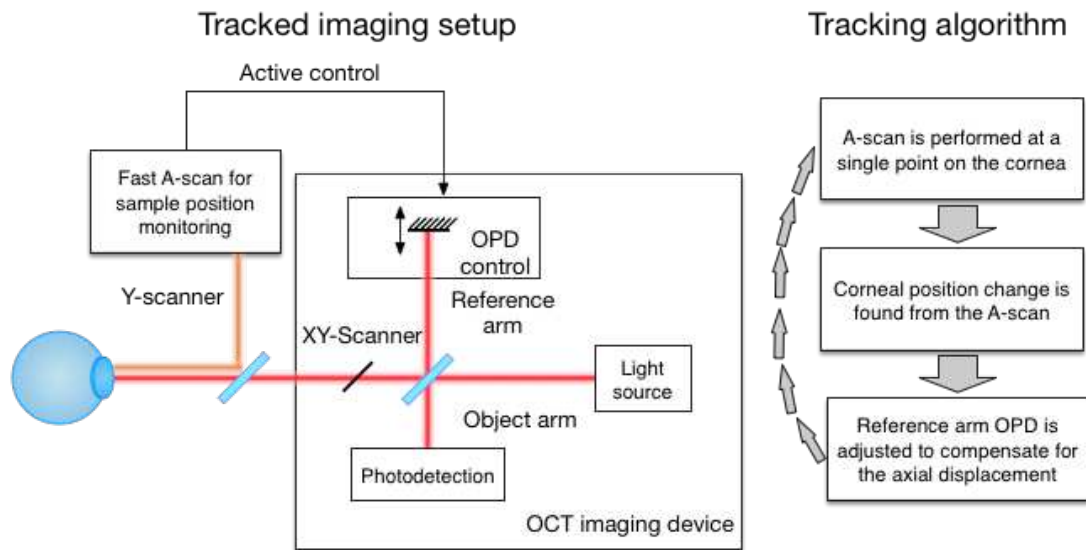 Tracked imaging setup
Active control
Fast A-scan for
sample position
monitoring
Y-scanner
OPD
control
Reference
arm
XY-Scanner
Light
source
Object arm
Photodetection
OCT imaging device
Tracking algorithm
A-scan is performed at a
single point on the cornea
Corneal position change is
found from the A-scan
Reference arm OPD is
adjusted to compensate for
the axial displacement